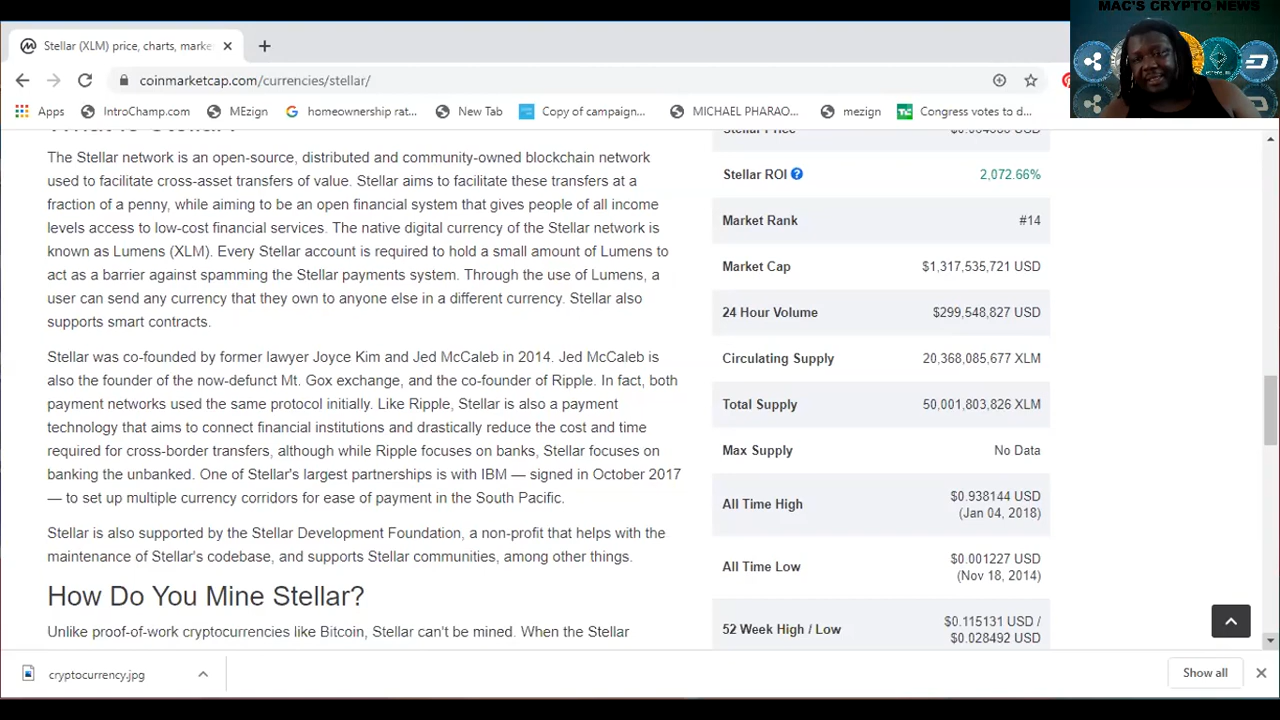 MAC'S CRYPTO NEWS
Stellar (XLM) price, charts, marke
coinmarketcap.com/currencies/stellar/
Apps
IntroChamp.com
MEzign
homeownership rat...
New Tab
Copy of campaign...
MICHAEL PHARAO...
mezign
Congress votes to d...
What Is Stellar?
The Stellar network is an open-source, distributed and community-owned blockchain network
used to facilitate cross-asset transfers of value. Stellar aims to facilitate these transfers at a
fraction of a penny, while aiming to be an open financial system that gives people of all income
levels access to low-cost financial services. The native digital currency of the Stellar network is
known as Lumens (XLM). Every Stellar account is required to hold a small amount of Lumens to
act as a barrier against spamming the Stellar payments system. Through the use of Lumens, a
user can send any currency that they own to anyone else in a different currency. Stellar also
supports smart contracts.
Stellar was co-founded by former lawyer Joyce Kim and Jed McCaleb in 2014. Jed McCaleb is
also the founder of the now-defunct Mt. Gox exchange, and the co-founder of Ripple. In fact, both
payment networks used the same protocol initially. Like Ripple, Stellar is also a payment
technology that aims to connect financial institutions and drastically reduce the cost and time
required for cross-border transfers, although while Ripple focuses on banks, Stellar focuses on
banking the unbanked. One of Stellar's largest partnerships is with IBM — signed in October 2017
— to set up multiple currency corridors for ease of payment in the South Pacific.
Stellar is also supported by the Stellar Development Foundation, a non-profit that helps with the
maintenance of Stellar's codebase, and supports Stellar communities, among other things.
How Do You Mine Stellar?
Unlike proof-of-work cryptocurrencies like Bitcoin, Stellar can't be mined. When the Stellar
Stellar Price
Stellar ROI 2,072.66%
Market Rank #14
Market Cap $1,317,535,721 USD
24 Hour Volume $299,548,827 USD
Circulating Supply 20,368,085,677 XLM
Total Supply 50,001,803,826 XLM
Max Supply No Data
All Time High $0.938144 USD
(Jan 04, 2018)
All Time Low $0.001227 USD
(Nov 18, 2014)
52 Week High / Low $0.115131 USD /
$0.028492 USD
cryptocurrency.jpg
Show all